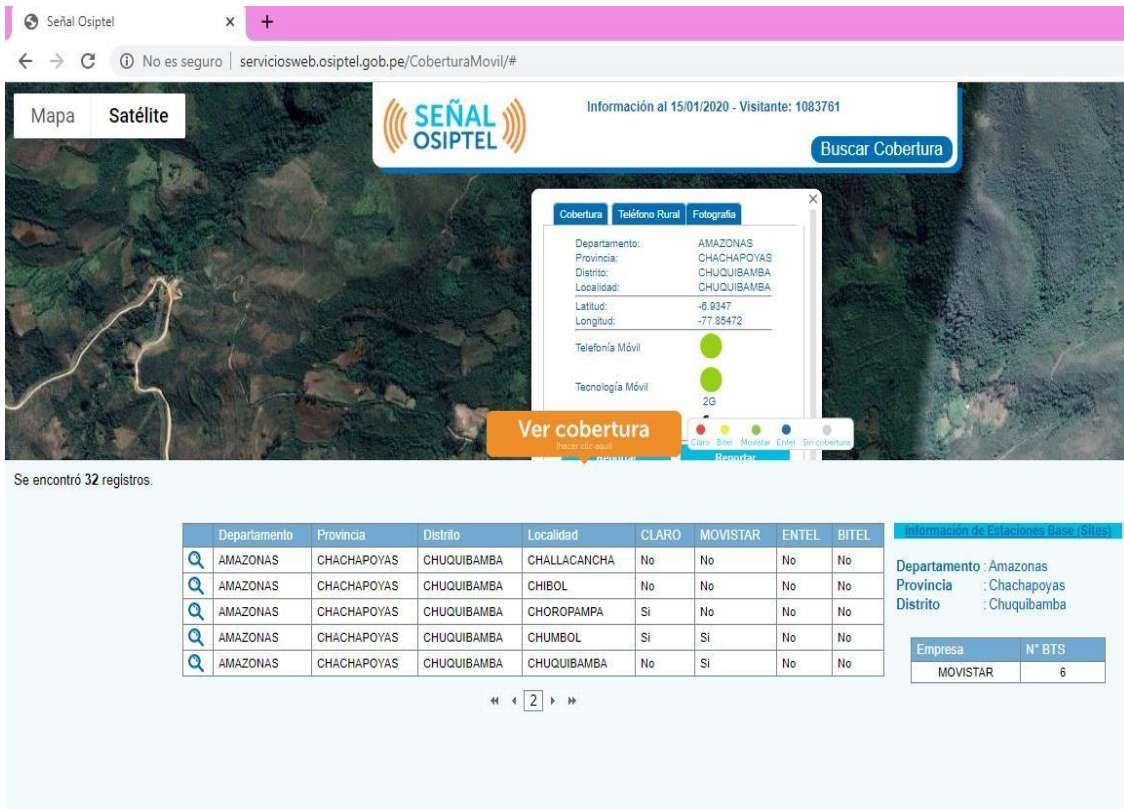 Señal Osiptel
No es seguro serviciosweb.osiptel.gob.pe/CoberturaMovil/#
Mapa Satélite
SEÑAL
OSIPTEL
Información al 15/01/2020 - Visitante: 1083761
Buscar Cobertura
Cobertura Teléfono Rural Fotografia
Departamento: AMAZONAS
Provincia: CHACHAPOYAS
Distrito: CHUQUIBAMBA
Localidad: CHUQUIBAMBA
Latitud: -6.9347
Longitud: -77.85472
Telefonía Móvil
Tecnología Móvil
2G
Ver cobertura
(hacer clic aquí)
Claro Bitel Movistar Entel Sin cobertura
Reportar Reportar
Se encontró 32 registros.
Departamento Provincia Distrito Localidad CLARO MOVISTAR ENTEL BITEL
AMAZONAS CHACHAPOYAS CHUQUIBAMBA CHALLACANCHA No No No No
AMAZONAS CHACHAPOYAS CHUQUIBAMBA CHIBOL No No No No
AMAZONAS CHACHAPOYAS CHUQUIBAMBA CHOROPAMPA Si No No No
AMAZONAS CHACHAPOYAS CHUQUIBAMBA CHUMBOL Si Si No No
AMAZONAS CHACHAPOYAS CHUQUIBAMBA CHUQUIBAMBA No Si No No
2
Información de Estaciones Base (Sites)
Departamento : Amazonas
Provincia : Chachapoyas
Distrito : Chuquibamba
Empresa N° BTS
MOVISTAR 6